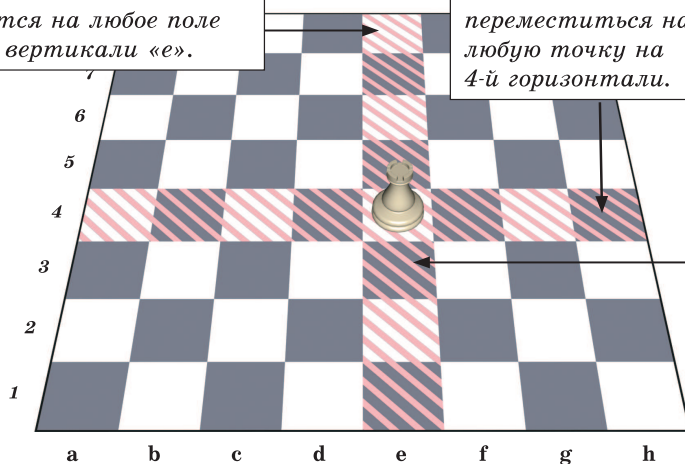 тся на любое поле
вертикали «е».
переместиться на
любую точку на
4-й горизонтали.
7
6
5
4
3
2
1
a b c d e f g h